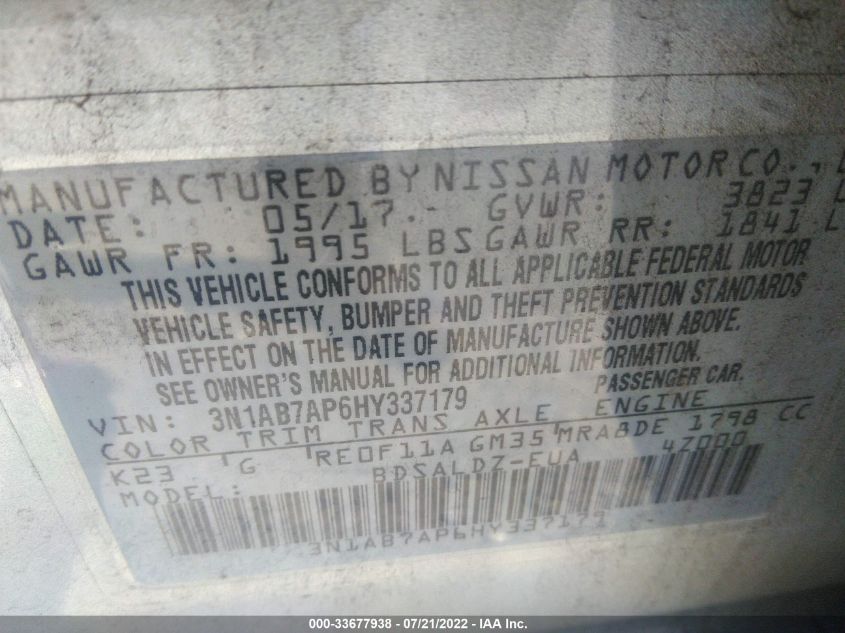 MANUFACTURED BY NISSAN MOTOR CO.,
DATE: 05/17. GVWR: 3823 L
GAWR FR: 1995 LBS GAWR RR: 1841 L
THIS VEHICLE CONFORMS TO ALL APPLICABLE FEDERAL MOTOR
VEHICLE SAFETY, BUMPER AND THEFT PREVENTION STANDARDS
IN EFFECT ON THE DATE OF MANUFACTURE SHOWN ABOVE.
SEE OWNER'S MANUAL FOR ADDITIONAL INFORMATION.
VIN: 3N1AB7AP6HY337179 PASSENGER CAR.
COLOR TRIM TRANS AXLE ENGINE
K23 'G 'RE0F11A GM35 'MRA8DE 1798 CC
MODEL: BDSALDZ-EUA 4Z000
3N1AB7AP6HY337179
000-33677938 - 07/21/2022 - IAA Inc.